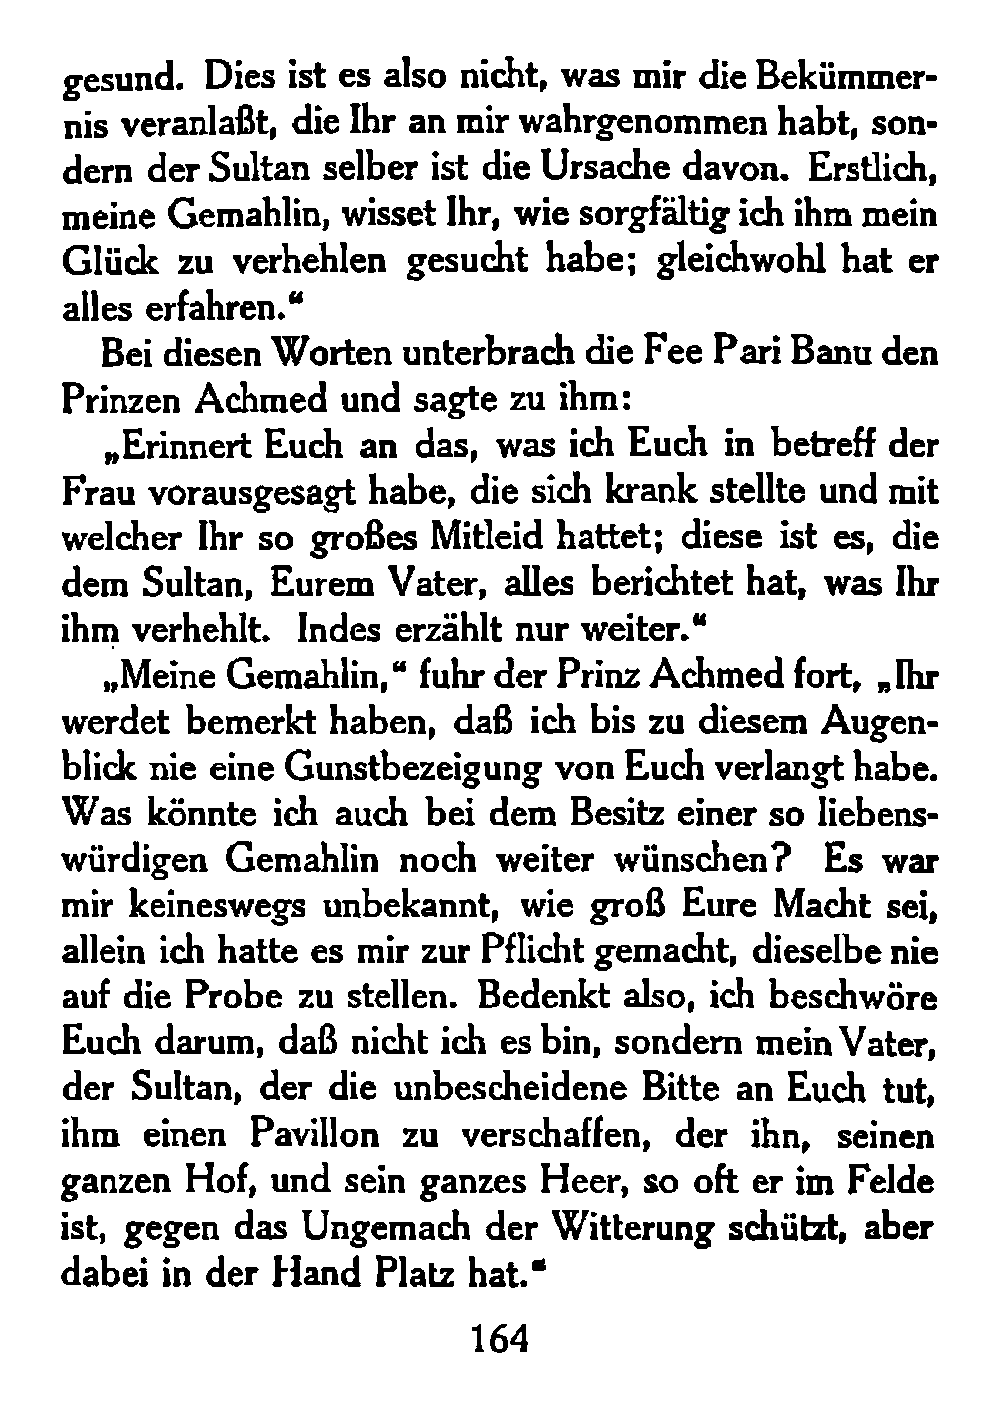 gesund. Dies ist es also nicht, was mir die Bekümmer-
nis veranlaßt, die Ihr an mir wahrgenommen habt, son-
dern der Sultan selber ist die Ursache davon. Erstlich,
meine Gemahlin, wisset Ihr, wie sorgfältig ich ihm mein
Glück zu verhehlen gesucht habe; gleichwohl hat er
alles erfahren.“
Bei diesen Worten unterbrach die Fee Pari Banu den
Prinzen Achmed und sagte zu ihm:
„Erinnert Euch an das, was ich Euch in betreff der
Frau vorausgesagt habe, die sich krank stellte und mit
welcher Ihr so großes Mitleid hattet; diese ist es, die
dem Sultan, Eurem Vater, alles berichtet hat, was Ihr
ihm verhehlt. Indes erzählt nur weiter.“
„Meine Gemahlin,“ fuhr der Prinz Achmed fort, „Ihr
werdet bemerkt haben, daß ich bis zu diesem Augen-
blick nie eine Gunstbezeigung von Euch verlangt habe.
Was könnte ich auch bei dem Besitz einer so liebens-
würdigen Gemahlin noch weiter wünschen? Es war
mir keineswegs unbekannt, wie groß Eure Macht sei,
allein ich hatte es mir zur Pflicht gemacht, dieselbe nie
auf die Probe zu stellen. Bedenkt also, ich beschwöre
Euch darum, daß nicht ich es bin, sondern mein Vater,
der Sultan, der die unbescheidene Bitte an Euch tut,
ihm einen Pavillon zu verschaffen, der ihn, seinen
ganzen Hof, und sein ganzes Heer, so oft er im Felde
ist, gegen das Ungemach der Witterung schützt, aber
dabei in der Hand Platz hat.“
164